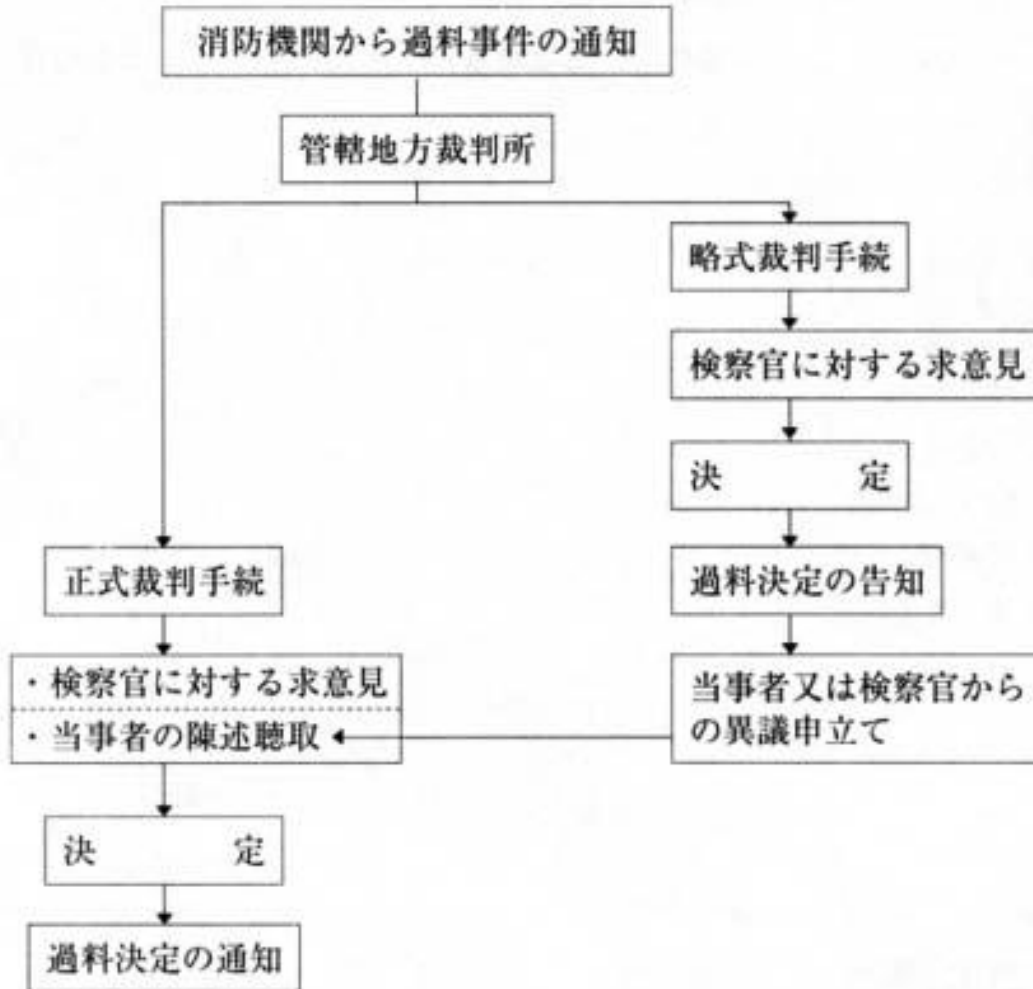 消防機関から過料事件の通知
管轄地方裁判所
略式裁判手続
検察官に対する求意見
決　定
過料決定の告知
当事者又は検察官から
の異議申立て
正式裁判手続
・検察官に対する求意見
・当事者の陳述聴取
決　定
過料決定の通知